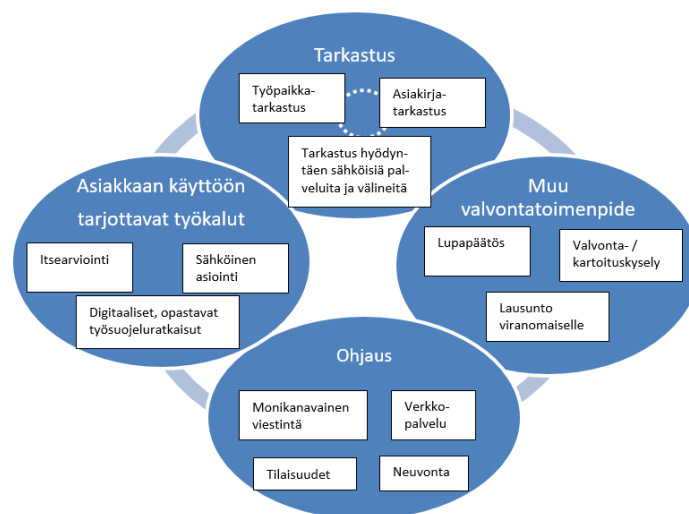 Tarkastus
Työpaikka-
tarkastus
Asiakirja-
tarkastus
Tarkastus hyödyn-
täen sähköisiä pal-
veluita ja välineitä
Asiakkaan käyttöön
tarjottavat työkalut
Itsearviointi
Sähköinen
asiointi
Digitaaliset, opastavat
työsuojeluratkaisut
Muu
valvontatoimenpide
Lupapäätös
Valvonta- /
kartoituskysely
Lausunto
viranomaiselle
Ohjaus
Monikanavainen
viestintä
Verkko-
palvelu
Tilaisuudet
Neuvonta